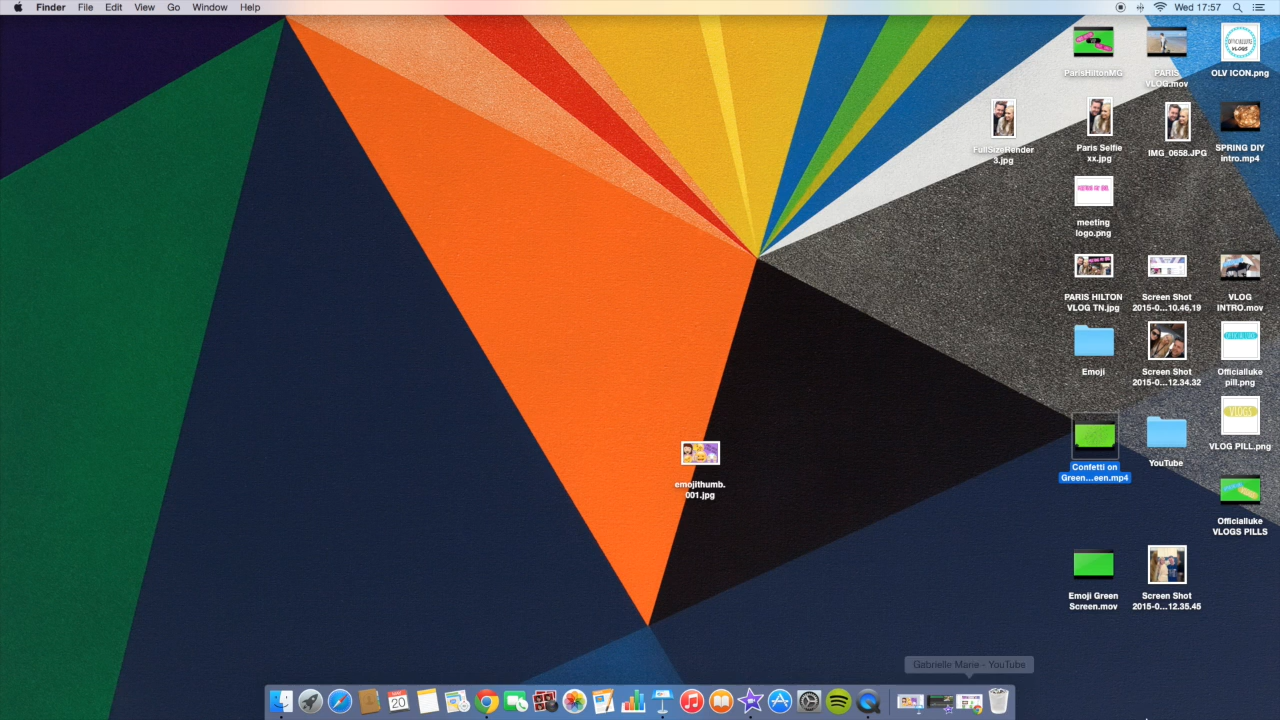 Finder File Edit View Go Window Help
Wed 17:57
ParisHiltonMG
PARIS
VLOG.mov
OLV ICON.png
FullSizeRender
3.jpg
Paris Selfie
xx.jpg
IMG_0658.JPG
SPRING DIY
intro.mp4
meeting
logo.png
PARIS HILTON
VLOG TN.jpg
Screen Shot
2015-0...10.46.19
VLOG
INTRO.mov
Emoji
Screen Shot
2015-0...12.34.32
Officialluke
pill.png
emojithumb.
001.jpg
Confetti on
Green...een.mp4
YouTube
VLOGS
VLOG PILL.png
Officialluke
VLOGS PILLS
Emoji Green
Screen.mov
Screen Shot
2015-0...12.35.45
Gabrielle Marie - YouTube
20